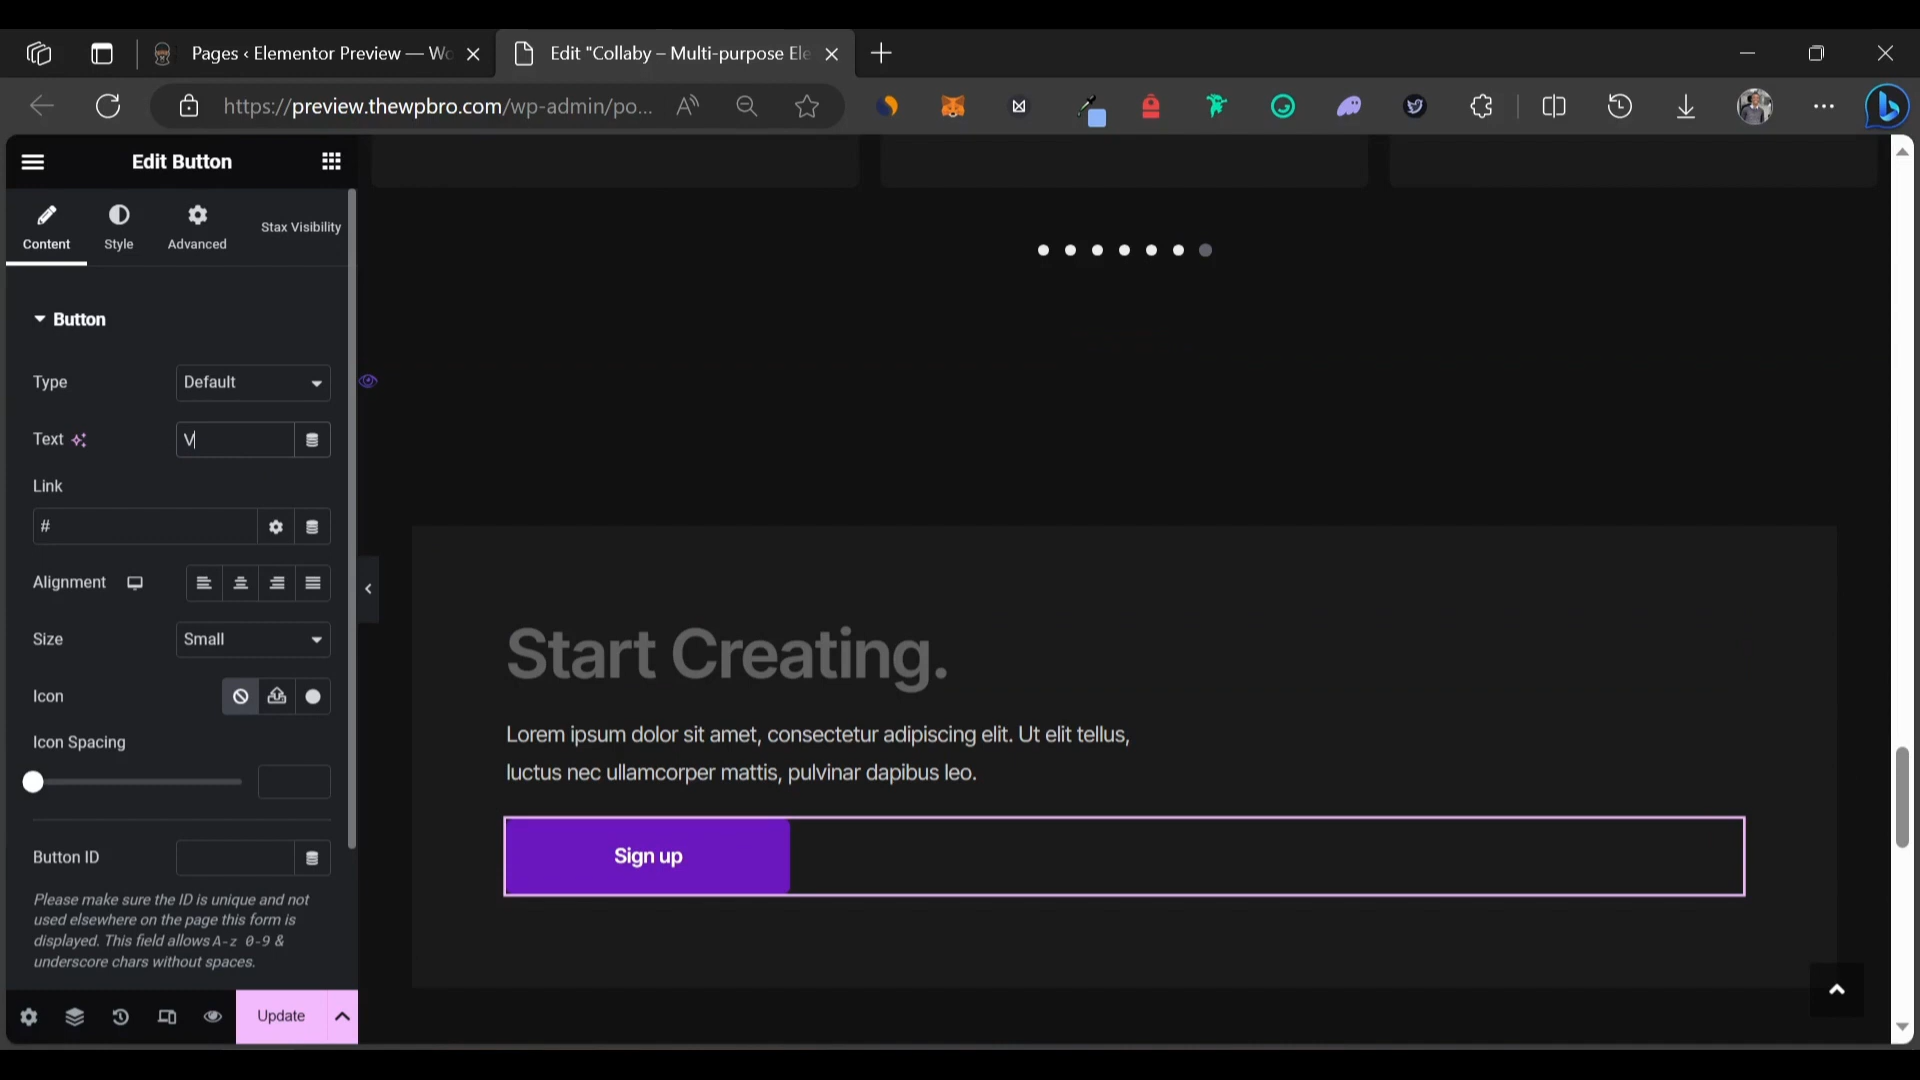 Pages ‹ Elementor Preview — Wo
Edit "Collaby – Multi-purpose Ele
https://preview.thewpbro.com/wp-admin/po...
Edit Button
Content
Style
Advanced
Stax Visibility
Button
Type
Default
Text
V
Link
#
Alignment
Size
Small
Icon
Icon Spacing
Button ID
Please make sure the ID is unique and not
used elsewhere on the page this form is
displayed. This field allows A-z 0-9 &
underscore chars without spaces.
Update
Start Creating.
Lorem ipsum dolor sit amet, consectetur adipiscing elit. Ut elit tellus,
luctus nec ullamcorper mattis, pulvinar dapibus leo.
Sign up